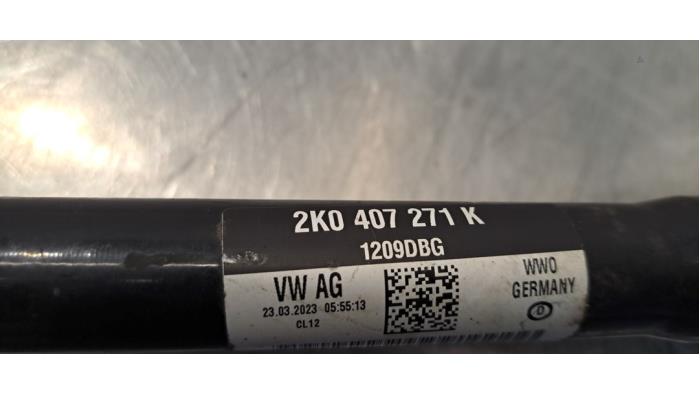 2K0 407 271 K
1209DBG
VW AG
23.03.2023 05:55:13
CL12
WWO
GERMANY
D